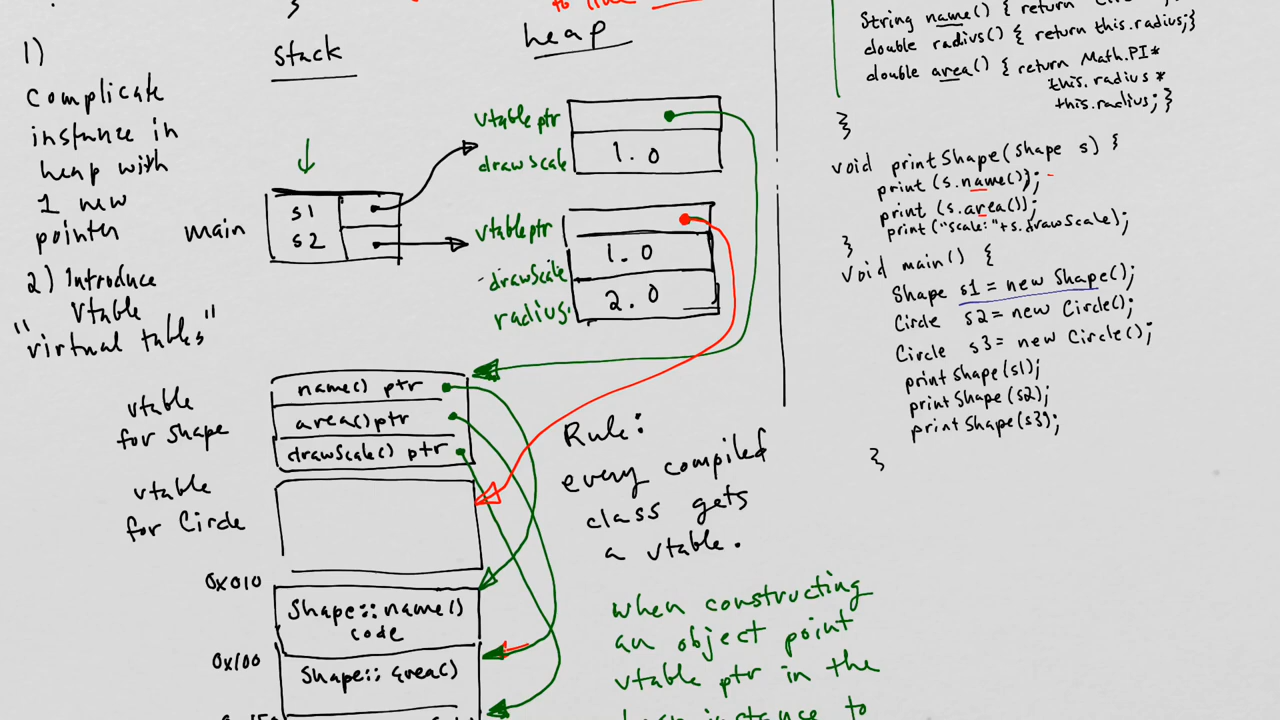 }
to
heap
Stack
1)
Complicate
instance in
heap with
1 new
pointer
2) Introduce
Vtable
"virtual tables"
main
s1
s2
vtable ptr
drawscale
1.0
vtable ptr
drawscale
radius.
1.0
2.0
vtable
for Shape
name() ptr
area() ptr
drawScale() ptr
vtable
for Circle
0x010
Shape::name()
code
0x100
Shape::area()
Rule:
every compiled
class gets
a vtable.
when constructing
an object point
vtable ptr in the
instance to
String name() { return
double radius() { return this.radius;}
double area() { return Math.PI*
this.radius *
this.radius; }
}
void printShape(Shape s) {
print (s.name());
print (s.area());
print ("scale:"+s.drawScale);
}
void main() {
Shape s1 = new Shape();
Circle s2 = new Circle();
Circle s3 = new Circle();
printShape(s1);
printShape(s2);
printShape(s3);
}